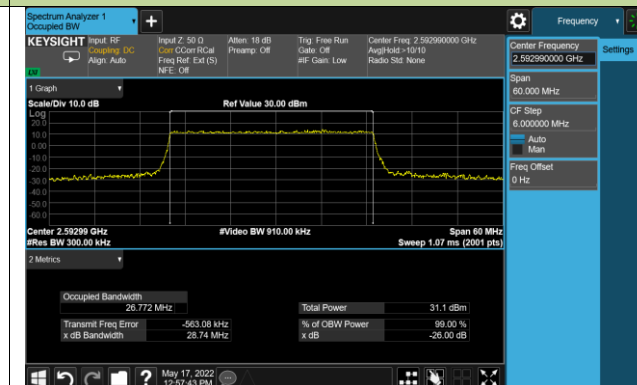 Spectrum Analyzer 1
Occupied BW
Frequency
KEYSIGHT
Input: RF
Coupling: DC
Align: Auto
Input Z: 50 Ω
Corr CCorr RCal
Freq Ref: Ext (S)
NFE: Off
Atten: 18 dB
Preamp: Off
Trig: Free Run
Gate: Off
#IF Gain: Low
Center Freq: 2.592990000 GHz
Avg|Hold:>10/10
Radio Std: None
Center Frequency
2.592990000 GHz
Settings
Span
60.000 MHz
CF Step
6.000000 MHz
Auto
Man
Freq Offset
0 Hz
1 Graph
Scale/Div 10.0 dB
Ref Value 30.00 dBm
Log
20.0
10.0
0.00
-10.0
-20.0
-30.0
-40.0
-50.0
-60.0
Center 2.59299 GHz
#Video BW 910.00 kHz
Span 60 MHz
#Res BW 300.00 kHz
Sweep 1.07 ms (2001 pts)
2 Metrics
Occupied Bandwidth
26.772 MHz
Total Power
31.1 dBm
Transmit Freq Error
-563.08 kHz
% of OBW Power
99.00 %
x dB Bandwidth
28.74 MHz
x dB
-26.00 dB
?
May 17, 2022
12:57:43 PM